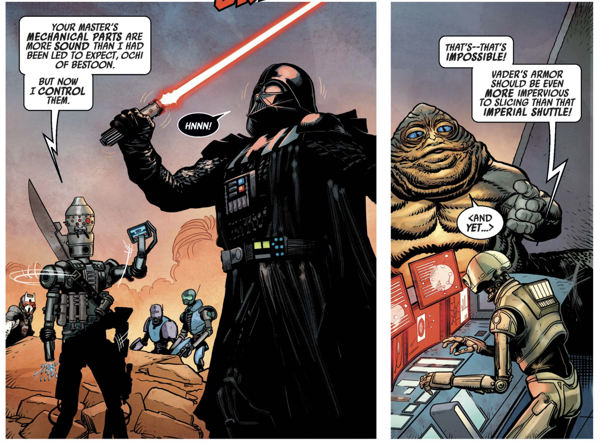 YOUR MASTER'S
MECHANICAL PARTS ARE
MORE SOUND THAN I HAD
BEEN LED TO EXPECT, OCHI
OF BESTOON.
BUT NOW
I CONTROL
THEM.
HNNN!
THAT'S--THAT'S
IMPOSSIBLE!
VADER'S ARMOR
SHOULD BE EVEN
MORE IMPERVIOUS
TO SLICING THAN THAT
IMPERIAL SHUTTLE!
<AND
YET...>